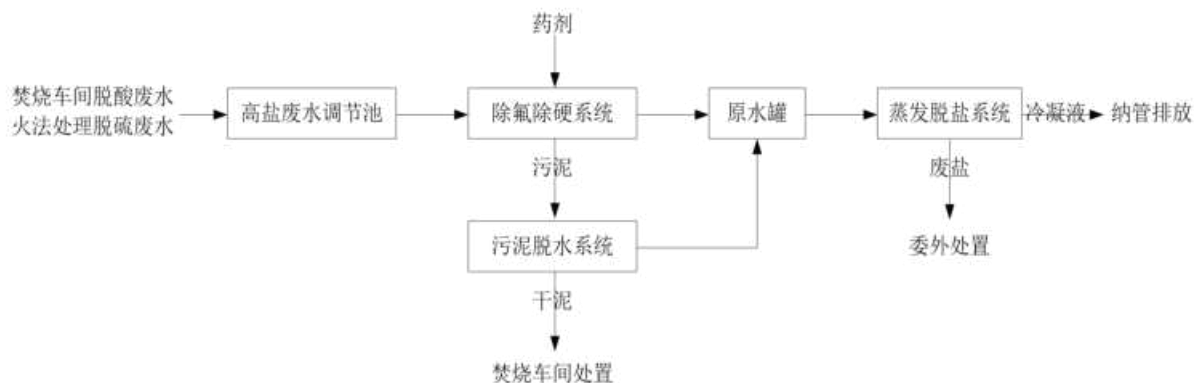 药剂
焚烧车间脱酸废水
火法处理脱硫废水
高盐废水调节池
除氟除硬系统
原水罐
蒸发脱盐系统
冷凝液
纳管排放
污泥
废盐
污泥脱水系统
委外处置
干泥
焚烧车间处置